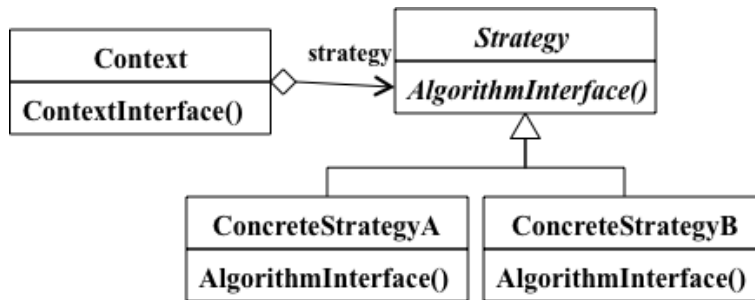 Context
ContextInterface()
strategy
Strategy
AlgorithmInterface()
ConcreteStrategyA
AlgorithmInterface()
ConcreteStrategyB
AlgorithmInterface()